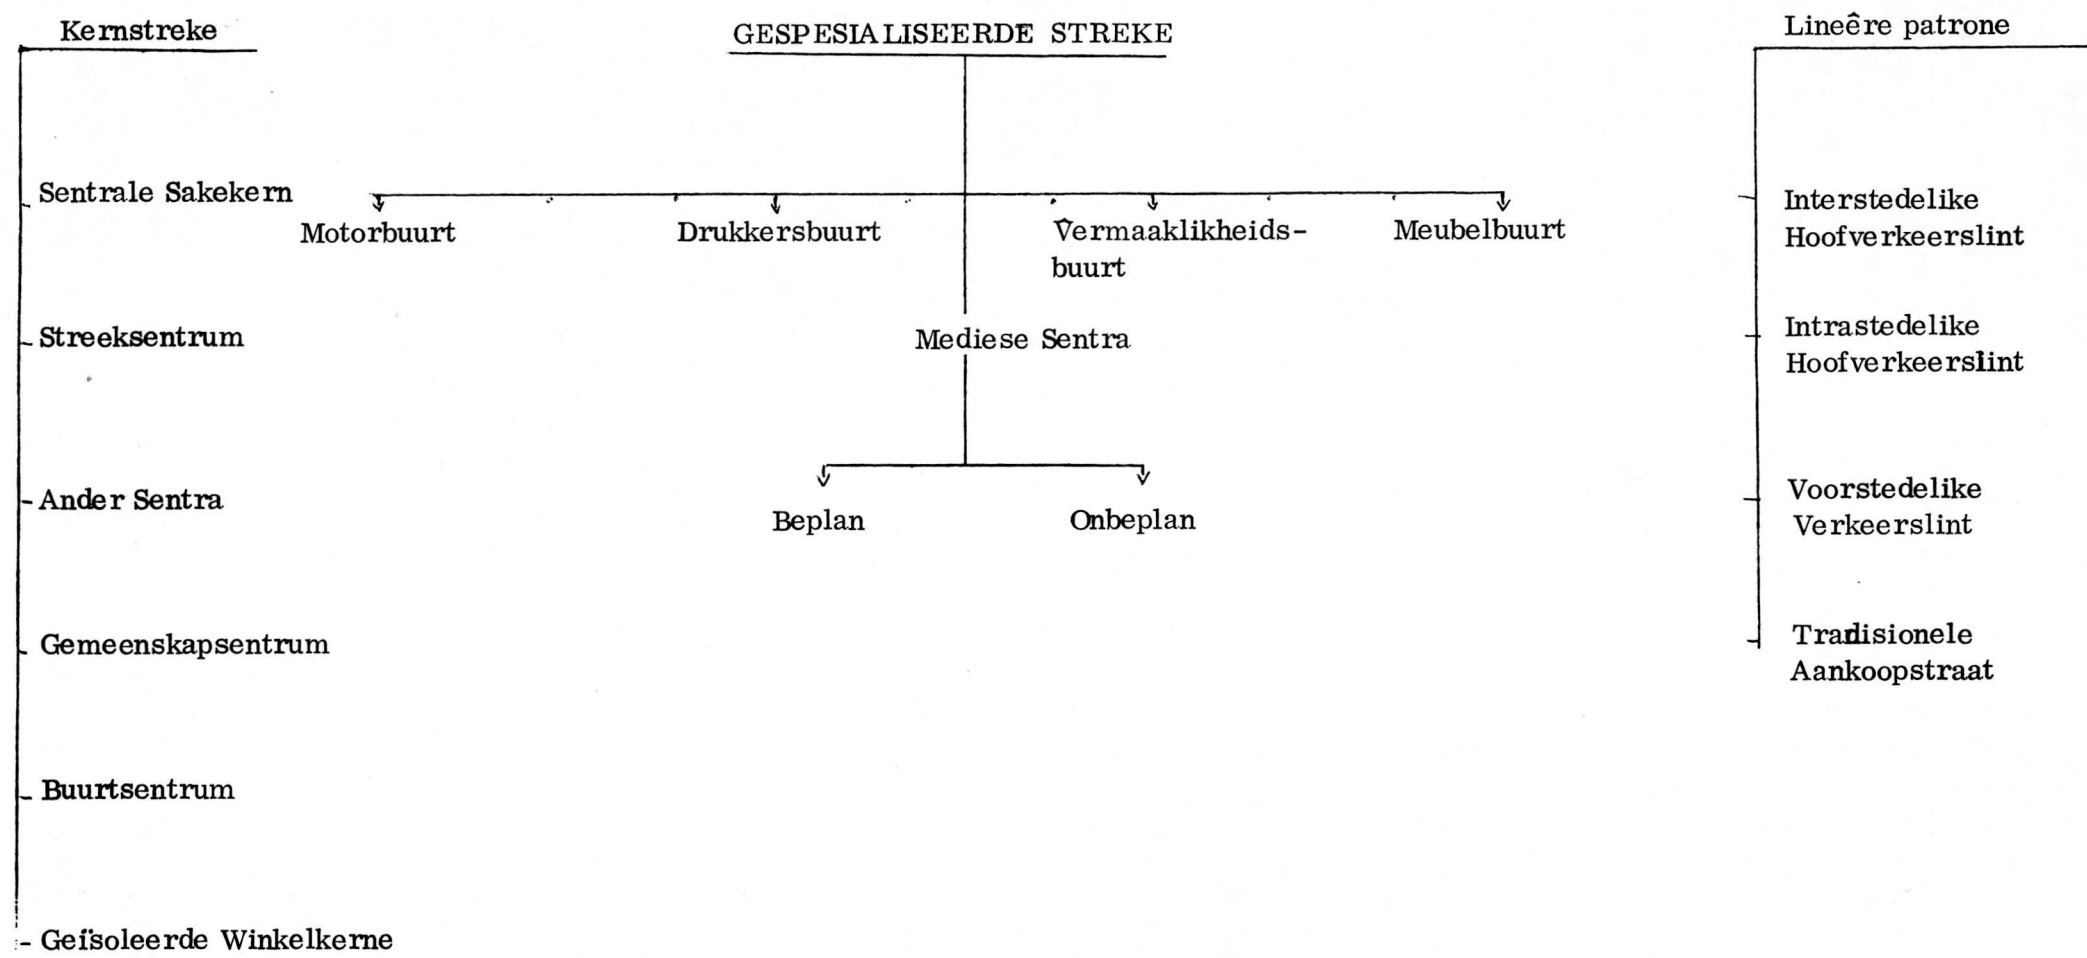 Kernstreke
Sentrale Sakekern
Streeksentrum
Ander Sentra
Gemeenskapsentrum
Buurtsentrum
Geïsoleerde Winkelkerne
GESPESIALISEERDE STREKE
Motorbuurt
Drukkersbuurt
Vermaaklikheids-
buurt
Meubelbuurt
Mediese Sentra
Beplan
Onbeplan
Lineêre patrone
Interstedelike
Hoofverkeerslint
Intrastedelike
Hoofverkeerslint
Voorstedelike
Verkeerslint
Tradisionele
Aankoopstraat